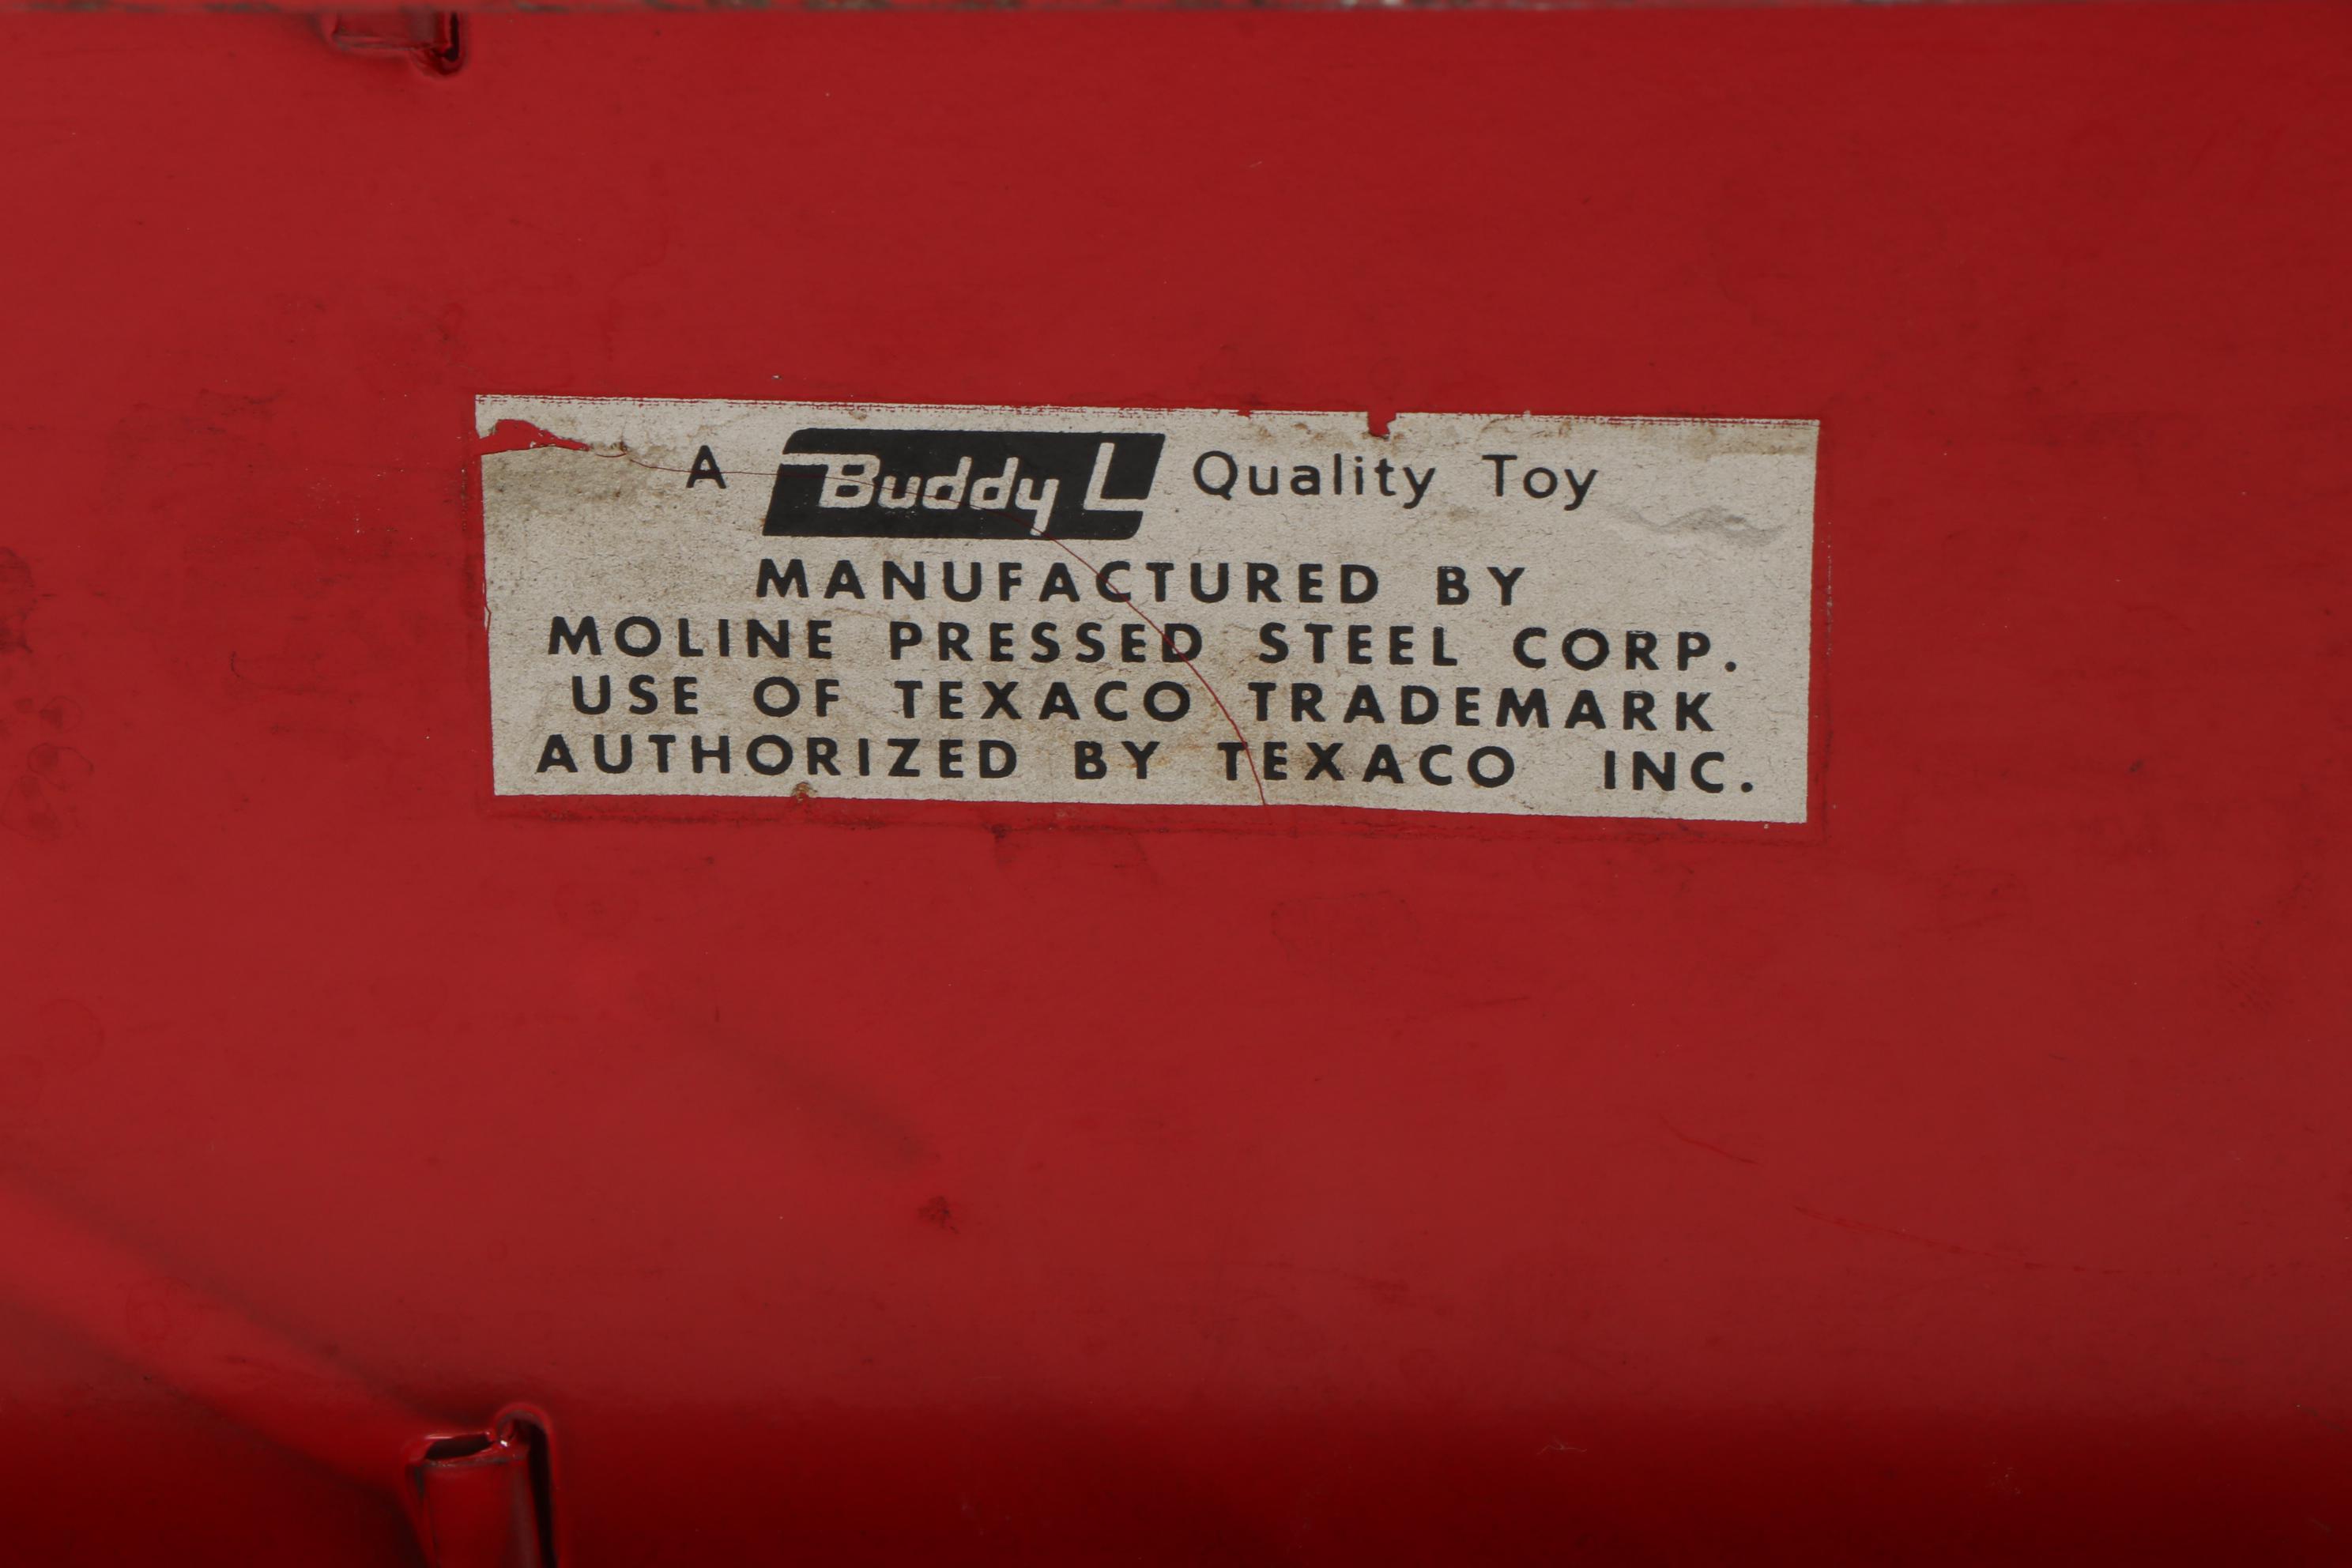 A Buddy L Quality Toy
MANUFACTURED BY
MOLINE PRESSED STEEL CORP.
USE OF TEXACO TRADEMARK
AUTHORIZED BY TEXACO INC.